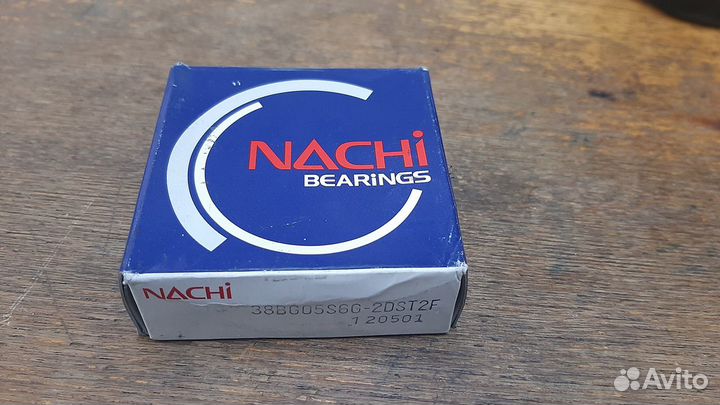 NACHi
BEARiNGS
NACHi
38BG05S6G-2DST2F
120501
Avito